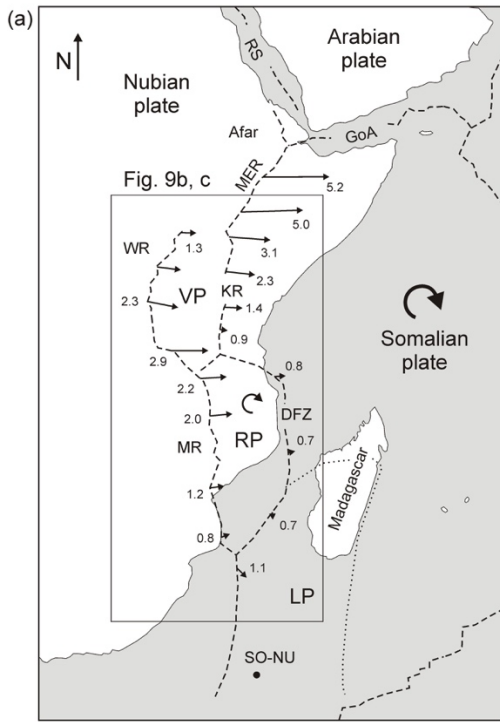 (a)
N
RS
Arabian
plate
Nubian
plate
Afar
GoA
MER
Fig. 9b, c
5.2
5.0
WR
1.3
3.1
VP
KR
2.3
2.3
1.4
0.9
Somalian
plate
2.9
0.8
2.2
2.0
DFZ
RP
MR
0.7
Madagascar
1.2
0.8
0.7
1.1
LP
SO-NU